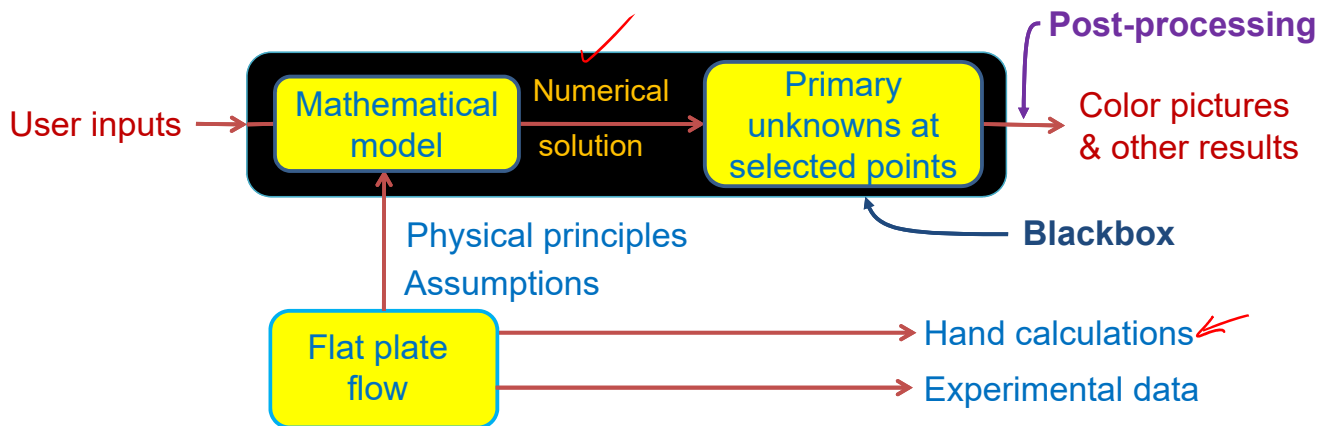 Post-processing
User inputs
Mathematical
model
Numerical
solution
Primary
unknowns at
selected points
Color pictures
& other results
Physical principles
Assumptions
Blackbox
Flat plate
flow
Hand calculations
Experimental data